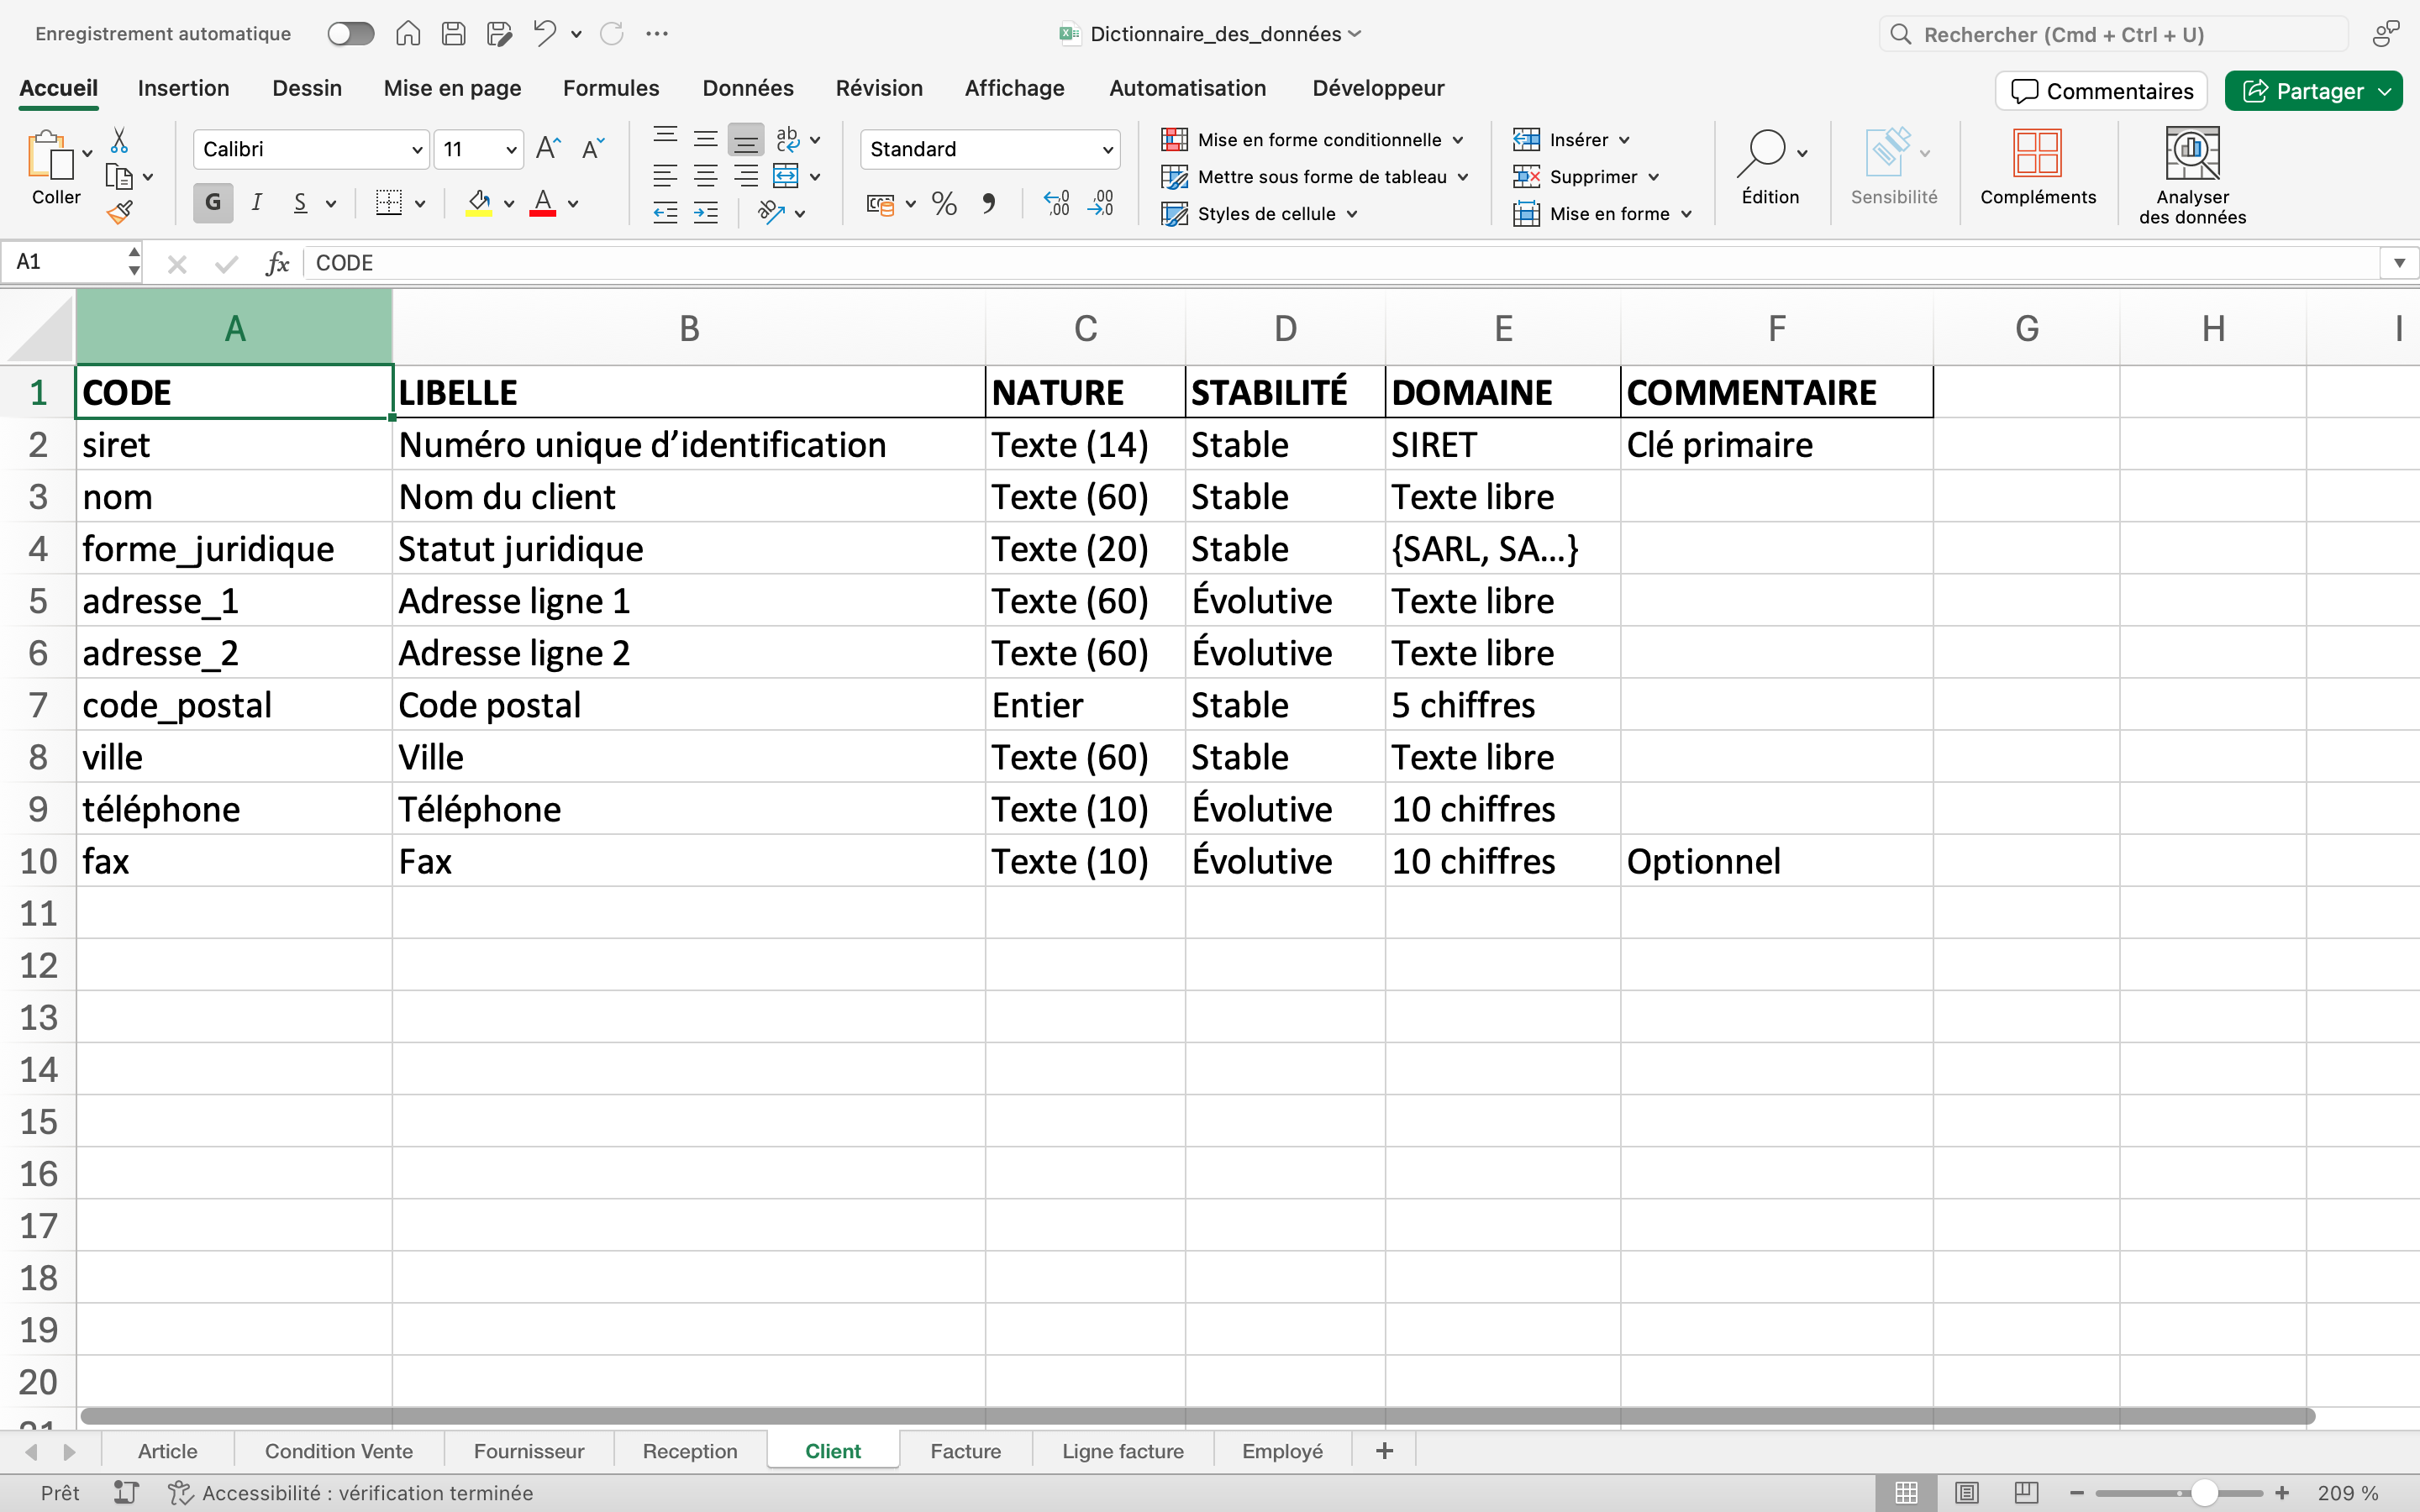 Enregistrement automatique
Dictionnaire_des_données
Rechercher (Cmd + Ctrl + U)
Accueil Insertion Dessin Mise en page Formules Données Révision Affichage Automatisation Développeur
Commentaires Partager
Coller
Calibri 11
G I S
ab
Standard
% ,00
Mise en forme conditionnelle
Mettre sous forme de tableau
Styles de cellule
Insérer
Supprimer
Mise en forme
Édition
Sensibilité
Compléments
Analyser
des données
A1 fx CODE
A B C D E F G H I
1 CODE LIBELLE NATURE STABILITÉ DOMAINE COMMENTAIRE
2 siret Numéro unique d’identification Texte (14) Stable SIRET Clé primaire
3 nom Nom du client Texte (60) Stable Texte libre
4 forme_juridique Statut juridique Texte (20) Stable {SARL, SA...}
5 adresse_1 Adresse ligne 1 Texte (60) Évolutive Texte libre
6 adresse_2 Adresse ligne 2 Texte (60) Évolutive Texte libre
7 code_postal Code postal Entier Stable 5 chiffres
8 ville Ville Texte (60) Stable Texte libre
9 téléphone Téléphone Texte (10) Évolutive 10 chiffres
10 fax Fax Texte (10) Évolutive 10 chiffres Optionnel
11
12
13
14
15
16
17
18
19
20
21
Article Condition Vente Fournisseur Reception Client Facture Ligne facture Employé +
Prêt Accessibilité : vérification terminée 209 %